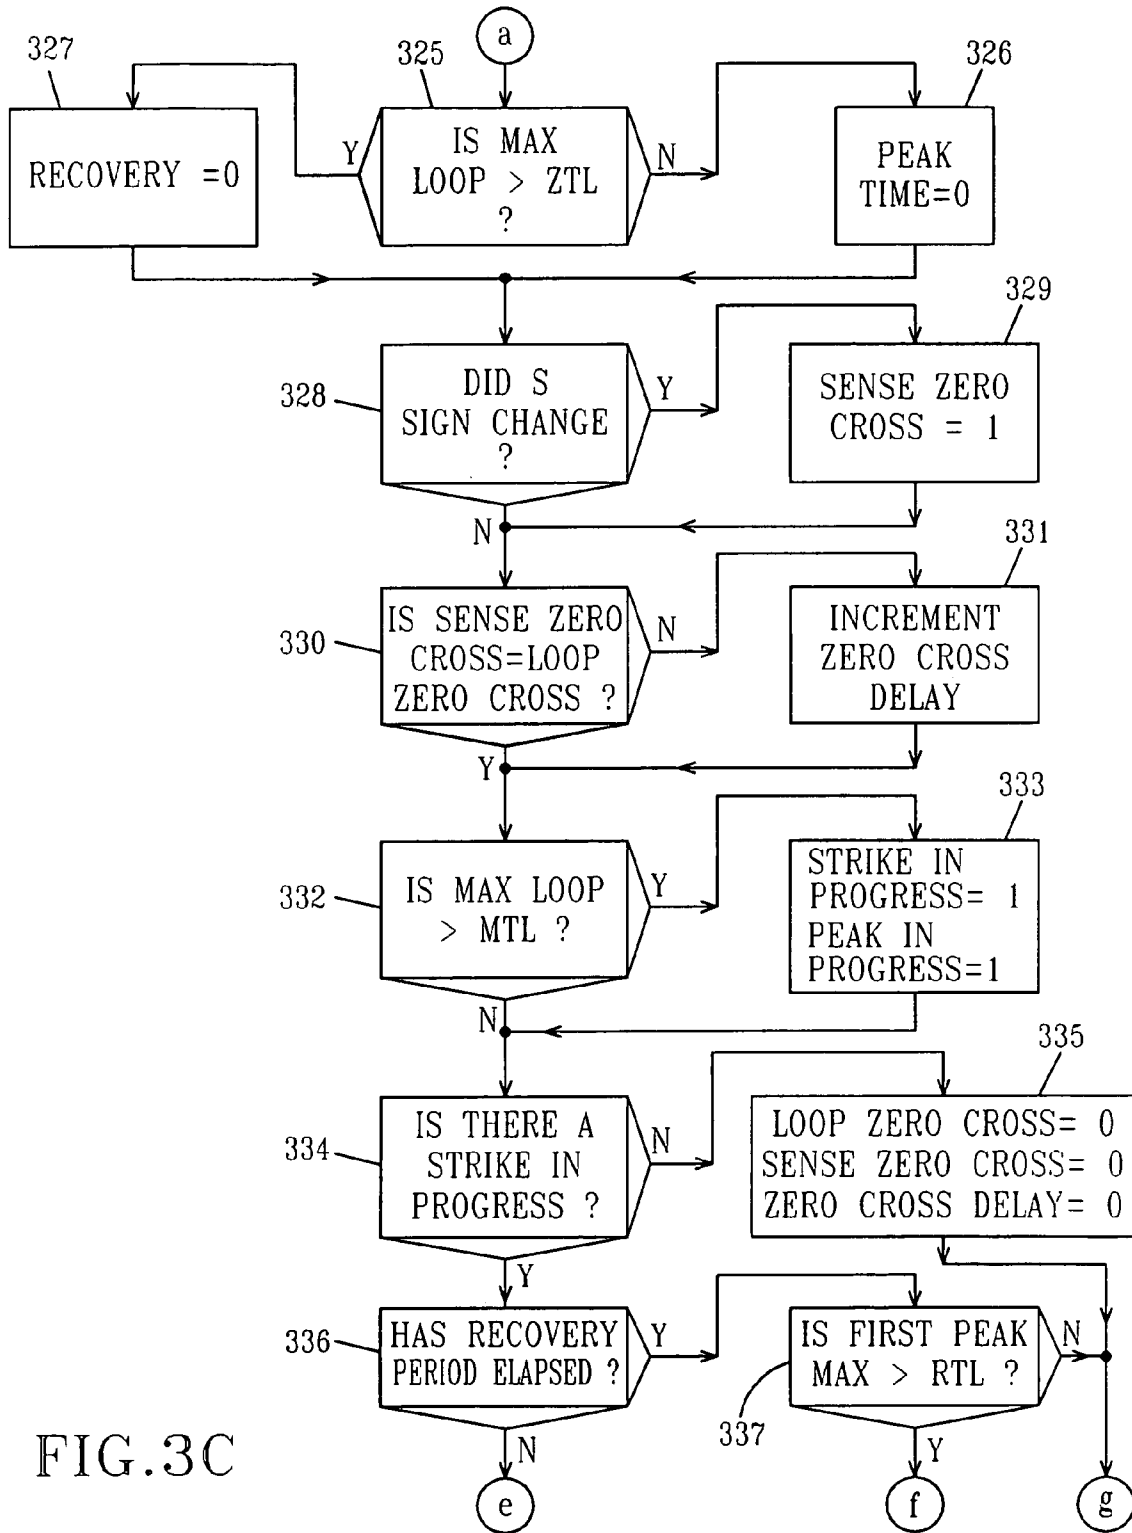 a
327
325
326
IS MAX
LOOP > ZTL
?
Y
N
RECOVERY =0
PEAK
TIME=0
329
328
DID S
SIGN CHANGE
?
Y
N
SENSE ZERO
CROSS = 1
331
330
IS SENSE ZERO
CROSS=LOOP
ZERO CROSS ?
N
Y
INCREMENT
ZERO CROSS
DELAY
333
332
IS MAX LOOP
> MTL ?
Y
N
STRIKE IN
PROGRESS= 1
PEAK IN
PROGRESS=1
335
334
IS THERE A
STRIKE IN
PROGRESS ?
N
Y
LOOP ZERO CROSS= 0
SENSE ZERO CROSS= 0
ZERO CROSS DELAY= 0
336
HAS RECOVERY
PERIOD ELAPSED ?
Y
N
IS FIRST PEAK
MAX > RTL ?
N
Y
337
FIG.3C
e
f
g